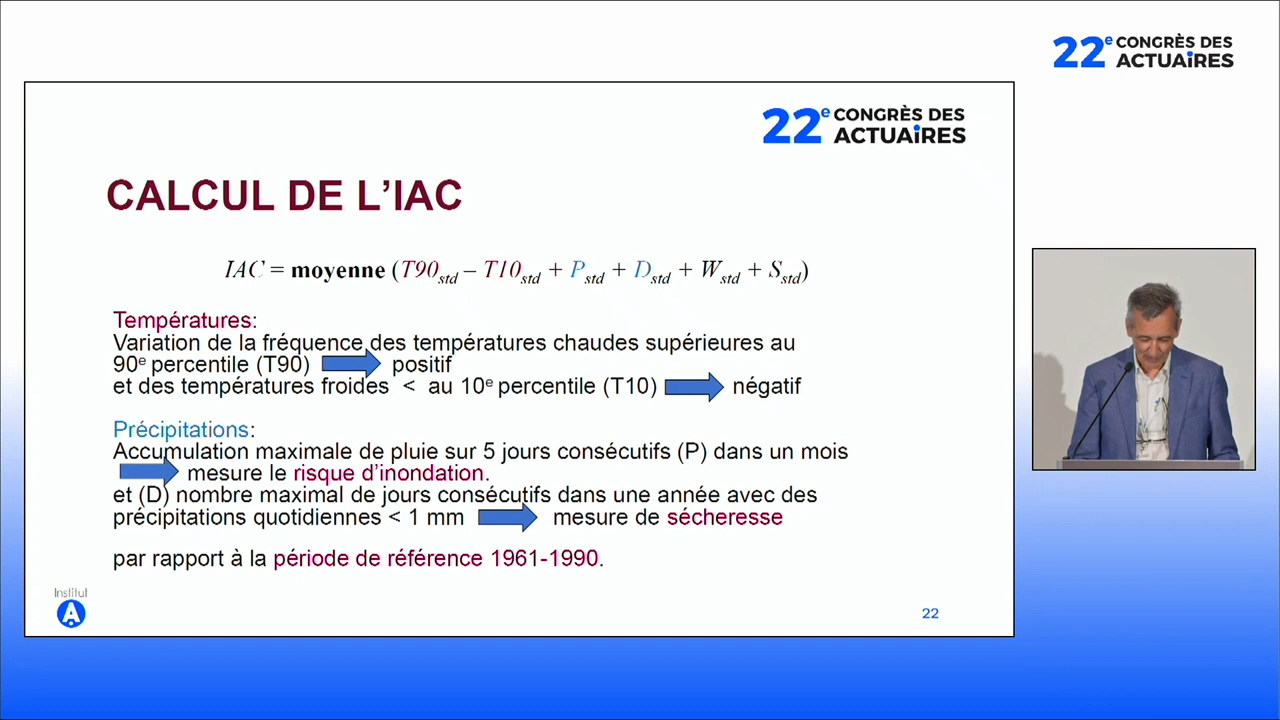 22e CONGRÈS DES
ACTUAiRES
22e CONGRÈS DES
ACTUAiRES
CALCUL DE L'IAC
IAC = moyenne (T90std – T10std + Pstd + Dstd + Wstd + Sstd)
Températures:
Variation de la fréquence des températures chaudes supérieures au
90e percentile (T90) positif
et des températures froides < au 10e percentile (T10) négatif
Précipitations:
Accumulation maximale de pluie sur 5 jours consécutifs (P) dans un mois
mesure le risque d'inondation.
et (D) nombre maximal de jours consécutifs dans une année avec des
précipitations quotidiennes < 1 mm mesure de sécheresse
par rapport à la période de référence 1961-1990.
Institut
A
22